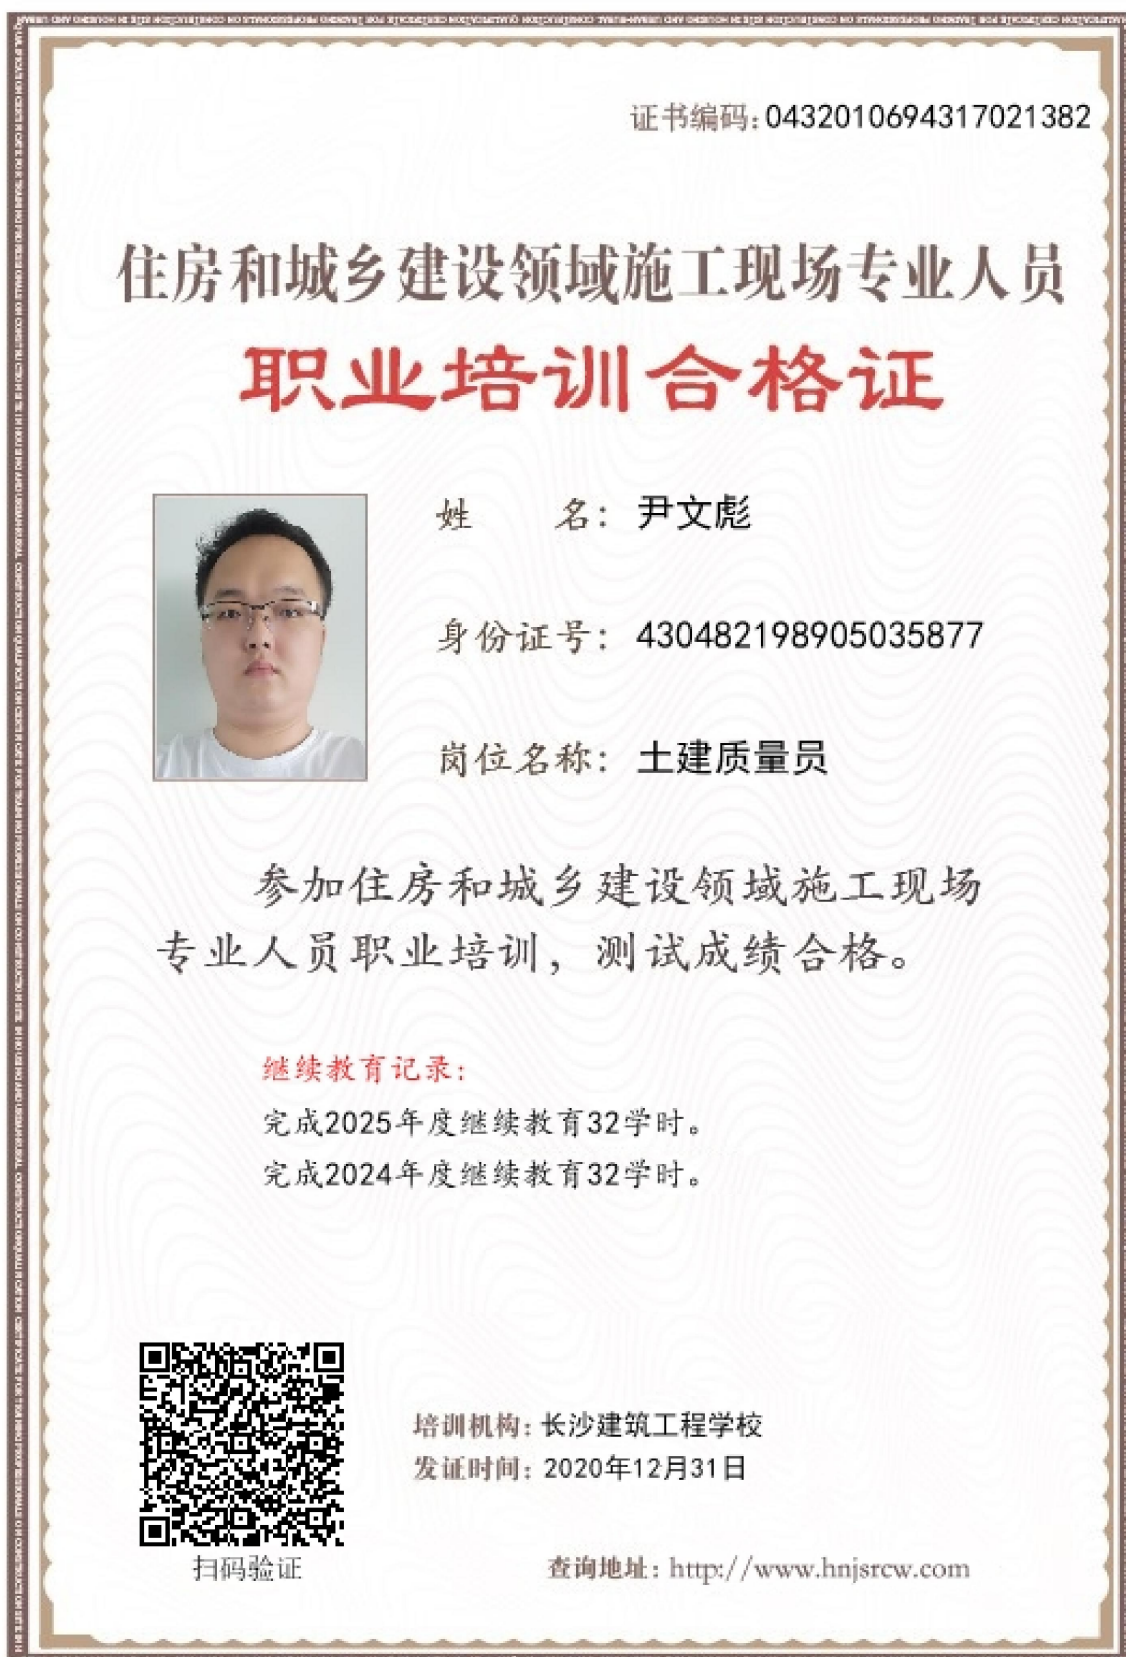 证书编码:0432010694317021382
住房和城乡建设领域施工现场专业人员
职业培训合格证
姓 名: 尹文彪
身份证号: 430482198905035877
岗位名称: 土建质量员
参加住房和城乡建设领域施工现场
专业人员职业培训，测试成绩合格。
继续教育记录:
完成2025年度继续教育32学时。
完成2024年度继续教育32学时。
培训机构: 长沙建筑工程学校
发证时间: 2020年12月31日
扫码验证
查询地址: http://www.hnjsrcw.com